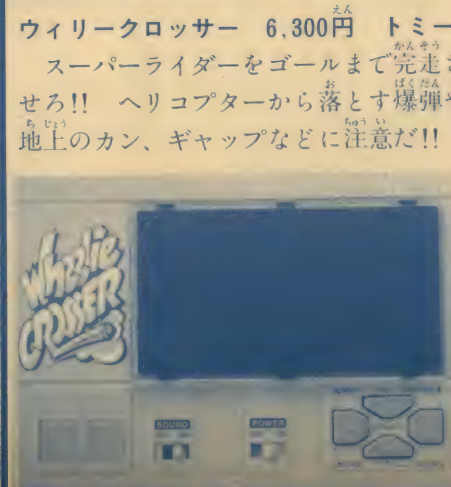 ウィリークロッサー 6,300円 トミー
スーパーライダーをゴールまで完走さ
せろ!! ヘリコプターから落とす爆弾や
地上のカン、ギャップなどに注意だ!!
Wheelie
CROSSER
SOUND
POWER